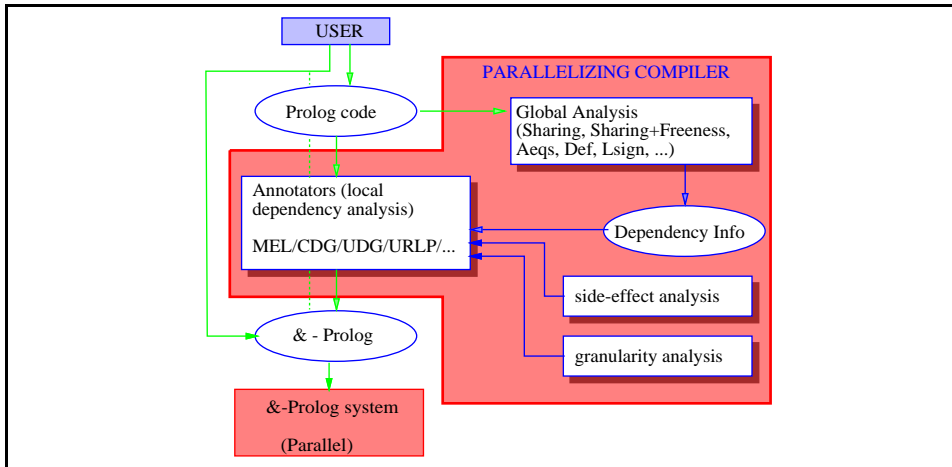 USER
PARALLELIZING COMPILER
Prolog code
Global Analysis
(Sharing, Sharing+Freeness,
Aeqs, Def, Lsign, ...)
Annotators (local
dependency analysis)
MEL/CDG/UDG/URLP/...
Dependency Info
side-effect analysis
& - Prolog
granularity analysis
&-Prolog system
(Parallel)